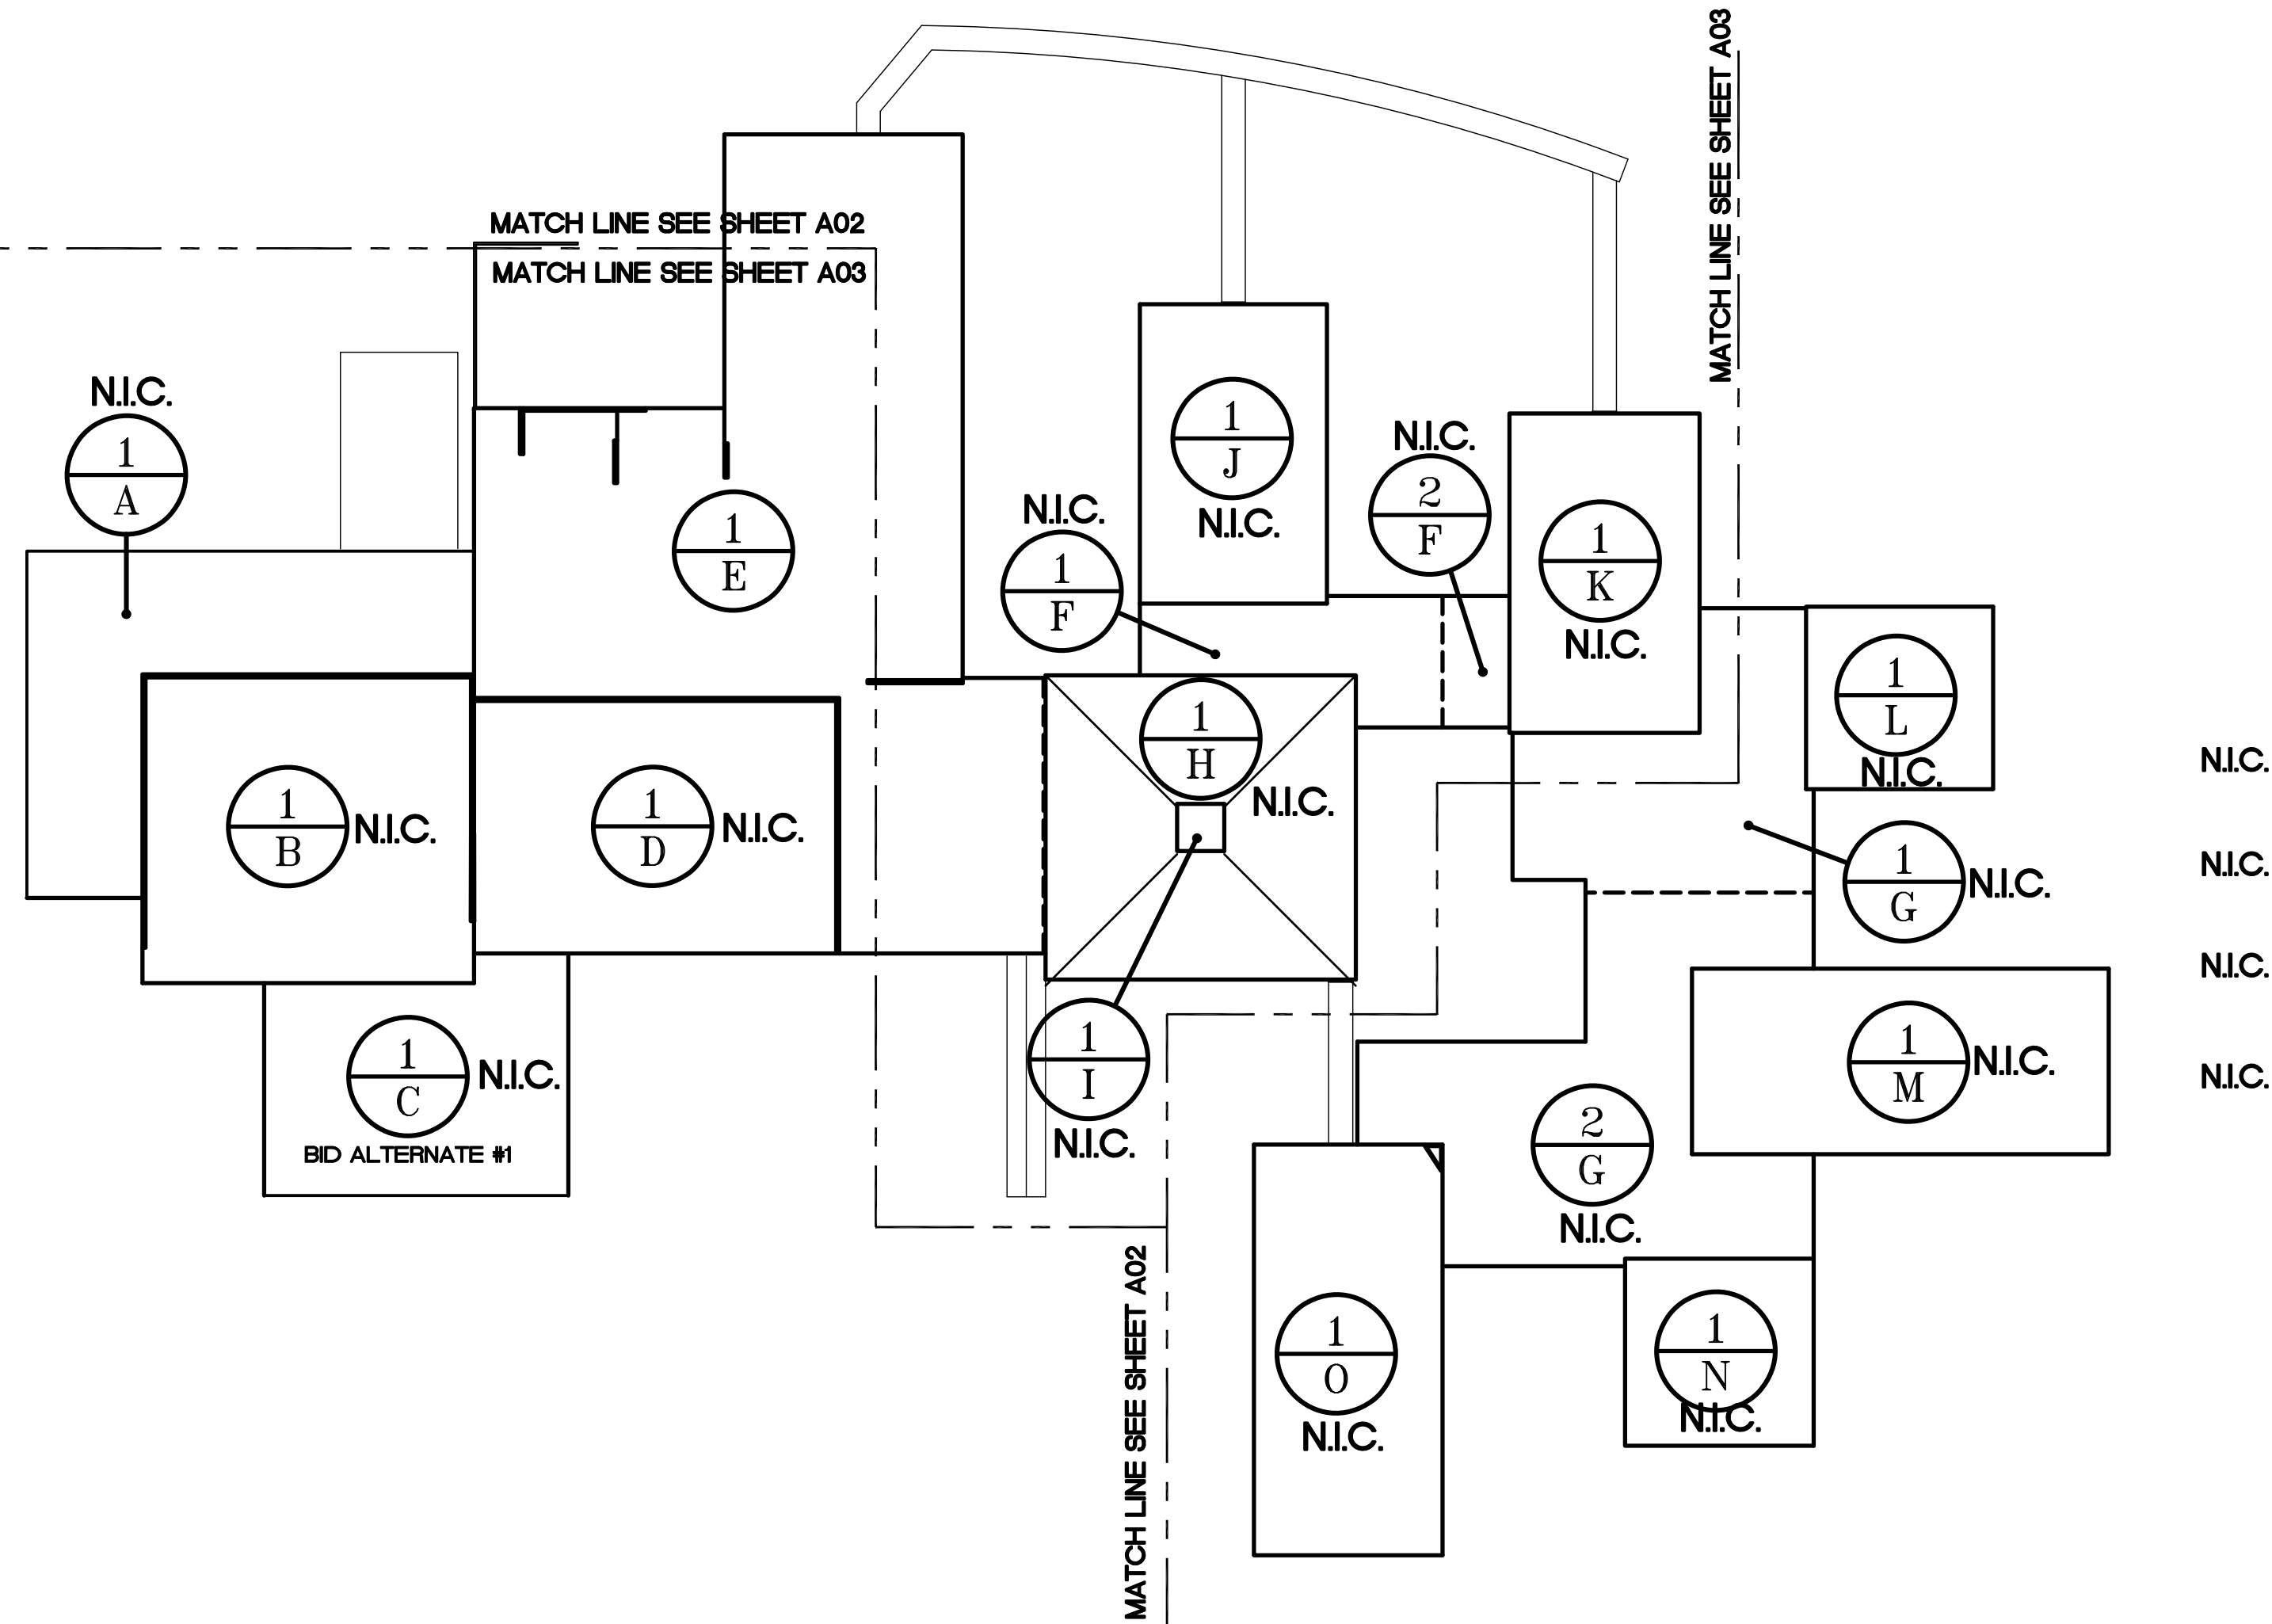 MATCH LINE SEE SHEET A03
MATCH LINE SEE SHEET A02
MATCH LINE SEE SHEET A03
N.I.C.
1
A
1
E
N.I.C.
1
F
1
J
N.I.C.
N.I.C.
2
F
1
K
N.I.C.
1
L
N.I.C.
1
B
N.I.C.
1
D
N.I.C.
1
H
N.I.C.
1
G
N.I.C.
1
C
N.I.C.
BID ALTERNATE #1
1
I
N.I.C.
2
G
N.I.C.
1
M
N.I.C.
MATCH LINE SEE SHEET A02
1
O
N.I.C.
1
N
N.I.C.
N.I.C.
N.I.C.
N.I.C.
N.I.C.